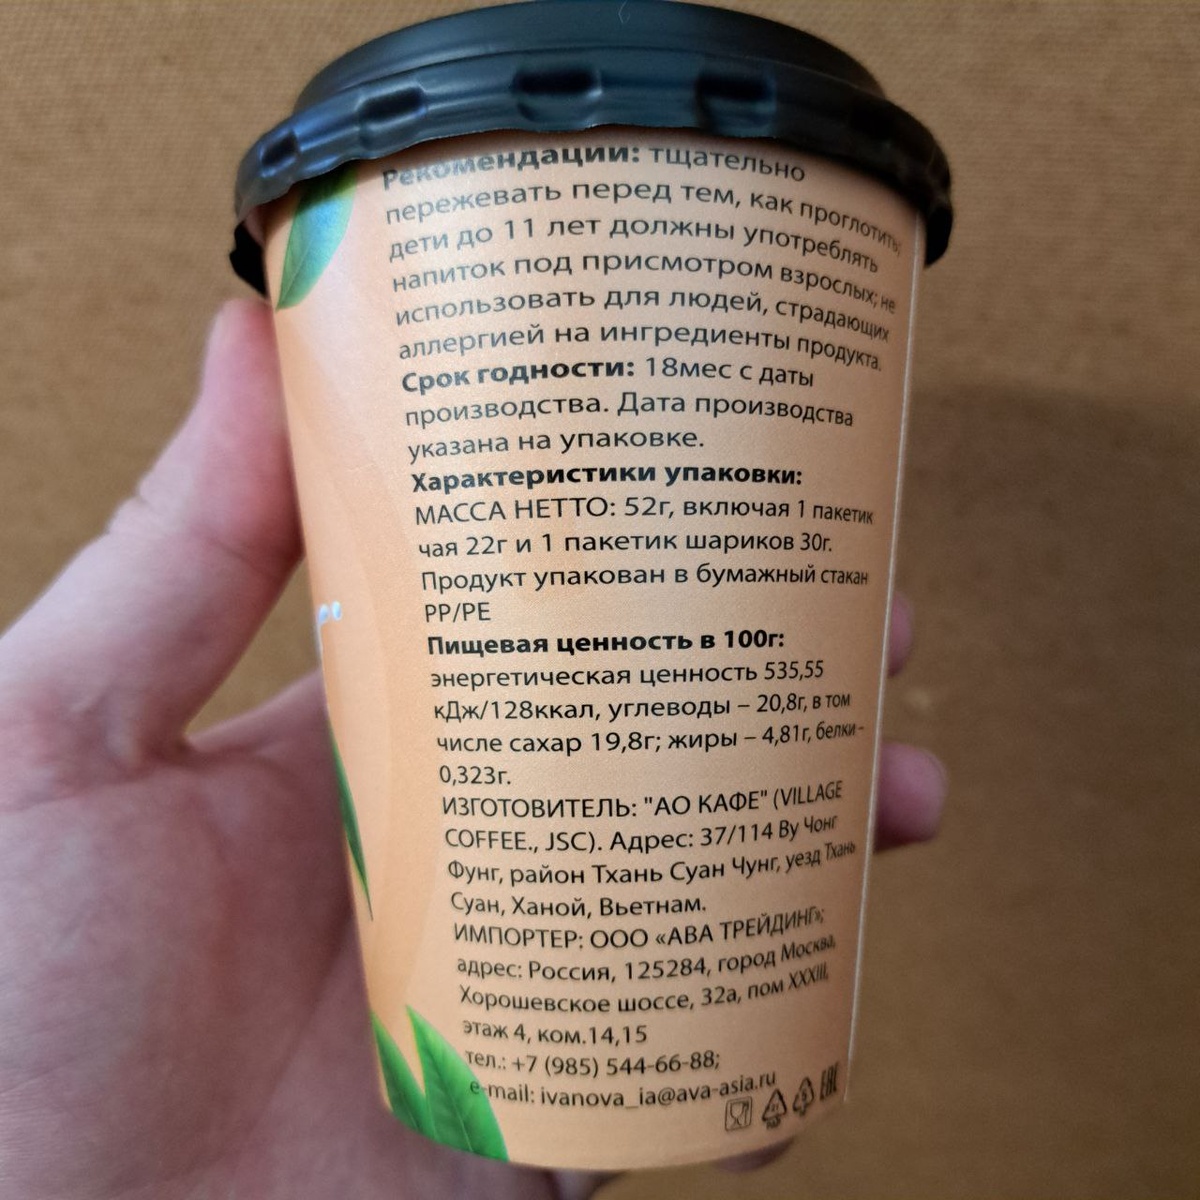 Рекомендации: тщательно
пережевать перед тем, как проглотить;
дети до 11 лет должны употреблять
напиток под присмотром взрослых; не
использовать для людей, страдающих
аллергией на ингредиенты продукта.
Срок годности: 18мес с даты
производства. Дата производства
указана на упаковке.
Характеристики упаковки:
МАССА НЕТТО: 52г, включая 1 пакетик
чая 22г и 1 пакетик шариков 30г.
Продукт упакован в бумажный стакан
PP/PE
Пищевая ценность в 100г:
энергетическая ценность 535,55
кДж/128ккал, углеводы – 20,8г, в том
числе сахар 19,8г; жиры – 4,81г, белки -
0,323г.
ИЗГОТОВИТЕЛЬ: "АО КАФЕ" (VILLAGE
COFFEE., JSC). Адрес: 37/114 Ву Чонг
Фунг, район Тхань Суан Чунг, уезд Тхань
Суан, Ханой, Вьетнам.
ИМПОРТЕР: ООО «АВА ТРЕЙДИНГ»;
адрес: Россия, 125284, город Москва,
Хорошевское шоссе, 32а, пом XXXIII,
этаж 4, ком.14,15
тел.: +7 (985) 544-66-88;
e-mail: ivanova_ia@ava-asia.ru
EAC